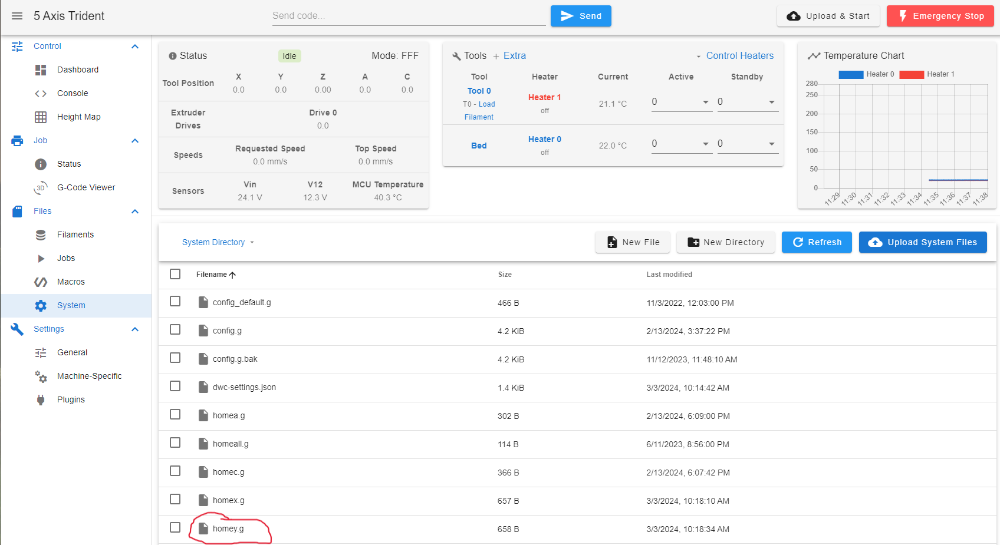 5 Axis Trident
Send code...
Send
Upload & Start
Emergency Stop
Control
Dashboard
Console
Height Map
Job
Status
3D
G-Code Viewer
Files
Filaments
Jobs
Macros
System
Settings
General
Machine-Specific
Plugins
Status
Idle
Mode: FFF
Tool Position
X Y Z A C
0.0 0.0 0.00 0.0 0.0
Extruder
Drives
Drive 0
0.0
Speeds
Requested Speed Top Speed
0.0 mm/s 0.0 mm/s
Sensors
Vin V12 MCU Temperature
24.1 V 12.3 V 40.3 °C
Tools + Extra
Control Heaters
Tool Heater Current Active Standby
Tool 0
T0 - Load
Filament
Heater 1
off
21.1 °C
0 0
Bed
Heater 0
off
22.0 °C
0 0
Temperature Chart
Heater 0 Heater 1
280
250
200
150
100
50
0
11:29 11:30 11:31 11:32 11:33 11:34 11:35 11:36 11:37 11:38
System Directory
New File
New Directory
Refresh
Upload System Files
Filename Size Last modified
config_default.g 466 B 11/3/2022, 12:03:00 PM
config.g 4.2 KiB 2/13/2024, 3:37:22 PM
config.g.bak 4.2 KiB 11/12/2023, 11:48:10 AM
dwc-settings.json 1.4 KiB 3/3/2024, 10:14:42 AM
homea.g 302 B 2/13/2024, 6:09:00 PM
homeall.g 114 B 6/11/2023, 8:56:00 PM
homec.g 366 B 2/13/2024, 6:07:42 PM
homex.g 657 B 3/3/2024, 10:18:10 AM
homey.g 658 B 3/3/2024, 10:18:34 AM